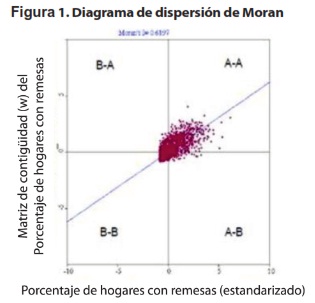 Figura 1. Diagrama de dispersión de Moran
B-A
A-A
B-B
A-B
Matriz de contigüidad (w) del
Porcentaje de hogares con remesas
-10
-5
0
5
10
Porcentaje de hogares con remesas (estandarizado)